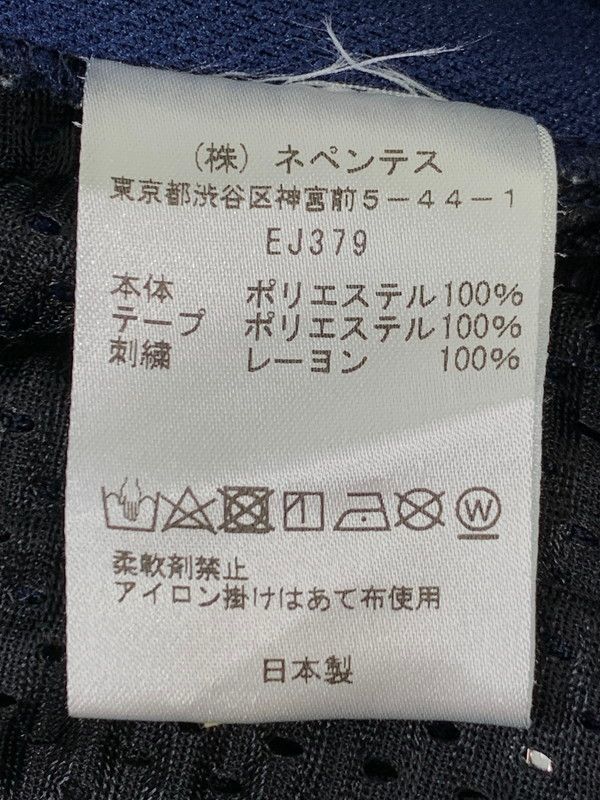 （株）ネペンテス
東京都渋谷区神宮前５－４４－１
EJ379
本体 ポリエステル100%
テープ ポリエステル100%
刺繍 レーヨン 100%
W
柔軟剤禁止
アイロン掛けはあて布使用
日本製